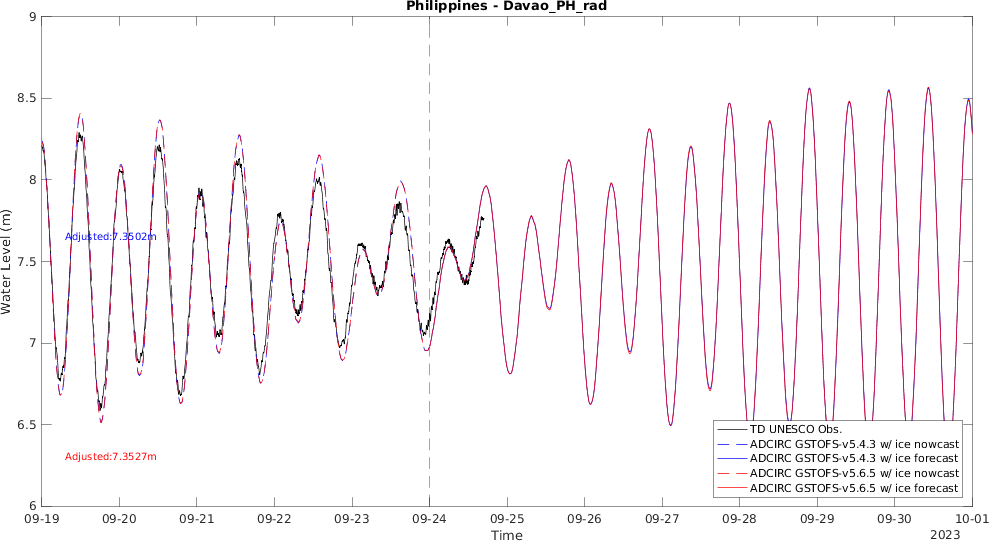 Philippines - Davao_PH_rad
Water Level (m)
9
8.5
8
7.5
7
6.5
6
Adjusted:7.3502m
Adjusted:7.3527m
TD UNESCO Obs.
ADCIRC GSTOFS-v5.4.3 w/ ice nowcast
ADCIRC GSTOFS-v5.4.3 w/ ice forecast
ADCIRC GSTOFS-v5.6.5 w/ ice nowcast
ADCIRC GSTOFS-v5.6.5 w/ ice forecast
09-19 09-20 09-21 09-22 09-23 09-24 09-25 09-26 09-27 09-28 09-29 09-30 10-01
Time
2023